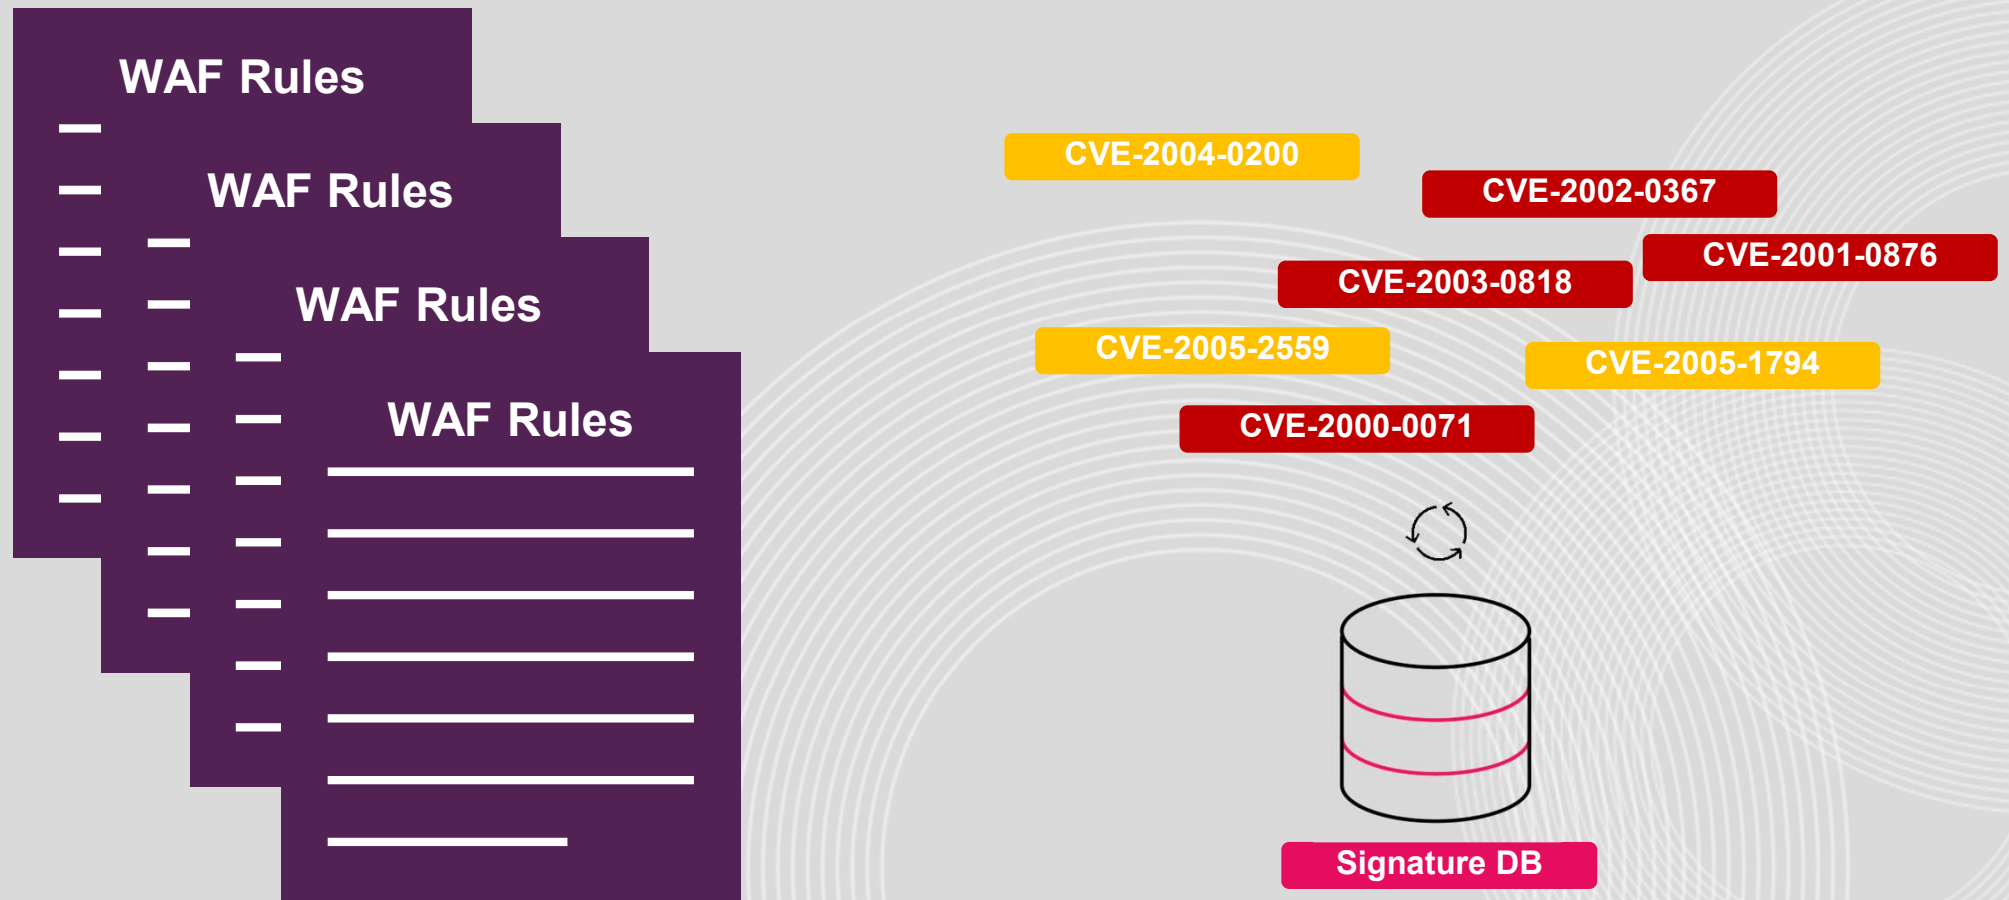 WAF Rules
WAF Rules
WAF Rules
WAF Rules
CVE-2004-0200
CVE-2002-0367
CVE-2001-0876
CVE-2003-0818
CVE-2005-2559
CVE-2005-1794
CVE-2000-0071
Signature DB